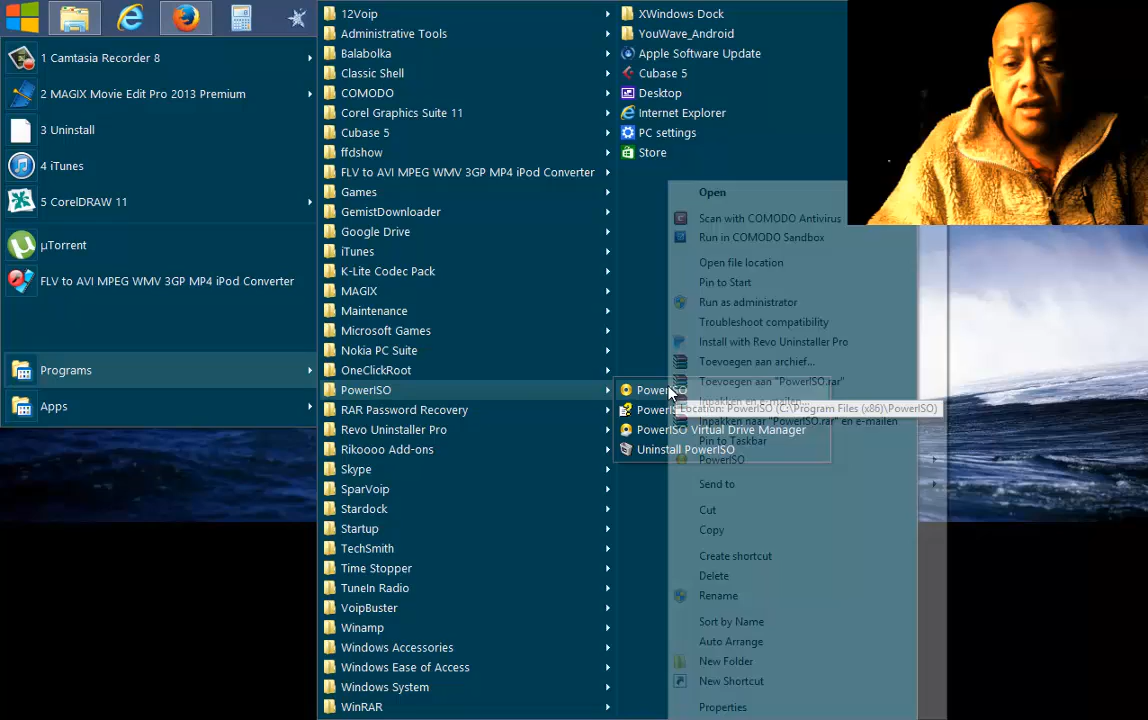 1 Camtasia Recorder 8
2 MAGIX Movie Edit Pro 2013 Premium
3 Uninstall
4 iTunes
5 CorelDRAW 11
µTorrent
FLV to AVI MPEG WMV 3GP MP4 iPod Converter
Programs
Apps
12Voip
Administrative Tools
Balabolka
Classic Shell
COMODO
Corel Graphics Suite 11
Cubase 5
ffdshow
FLV to AVI MPEG WMV 3GP MP4 iPod Converter
Games
GemistDownloader
Google Drive
iTunes
K-Lite Codec Pack
MAGIX
Maintenance
Microsoft Games
Nokia PC Suite
OneClickRoot
PowerISO
RAR Password Recovery
Revo Uninstaller Pro
Rikoooo Add-ons
Skype
SparVoip
Stardock
Startup
TechSmith
Time Stopper
TuneIn Radio
VoipBuster
Winamp
Windows Accessories
Windows Ease of Access
Windows System
WinRAR
XWindows Dock
YouWave_Android
Apple Software Update
Cubase 5
Desktop
Internet Explorer
PC settings
Store
PowerISO
PowerIS
PowerISO Virtual Drive Manager
Uninstall PowerISO
Location: PowerISO (C:\Program Files (x86)\PowerISO)
Open
Scan with COMODO Antivirus
Run in COMODO Sandbox
Open file location
Pin to Start
Run as administrator
Troubleshoot compatibility
Install with Revo Uninstaller Pro
Toevoegen aan archief...
Toevoegen aan "PowerISO.rar"
Inpakken en e-mailen...
Inpakken naar "PowerISO.rar" en e-mailen
Pin to Taskbar
PowerISO
Send to
Cut
Copy
Create shortcut
Delete
Rename
Sort by Name
Auto Arrange
New Folder
New Shortcut
Properties